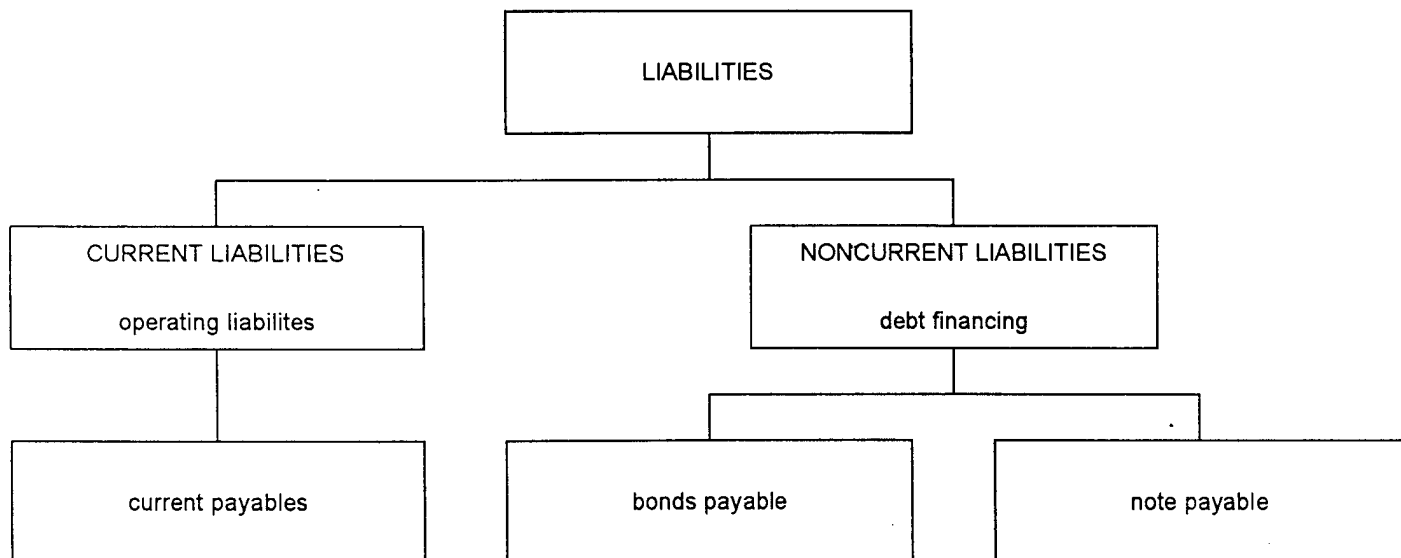 LIABILITIES
CURRENT LIABILITIES
operating liabilites
NONCURRENT LIABILITIES
debt financing
current payables
bonds payable
note payable